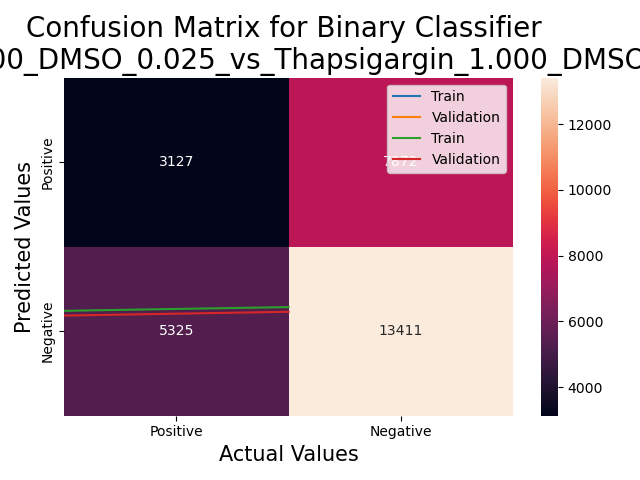 Confusion Matrix for Binary Classifier
00_DMSO_0.025_vs_Thapsigargin_1.000_DMSO
Train
Validation
Train
Validation
Positive
Negative
Predicted Values
3127
5325
13411
Positive
Negative
Actual Values
12000
10000
8000
6000
4000